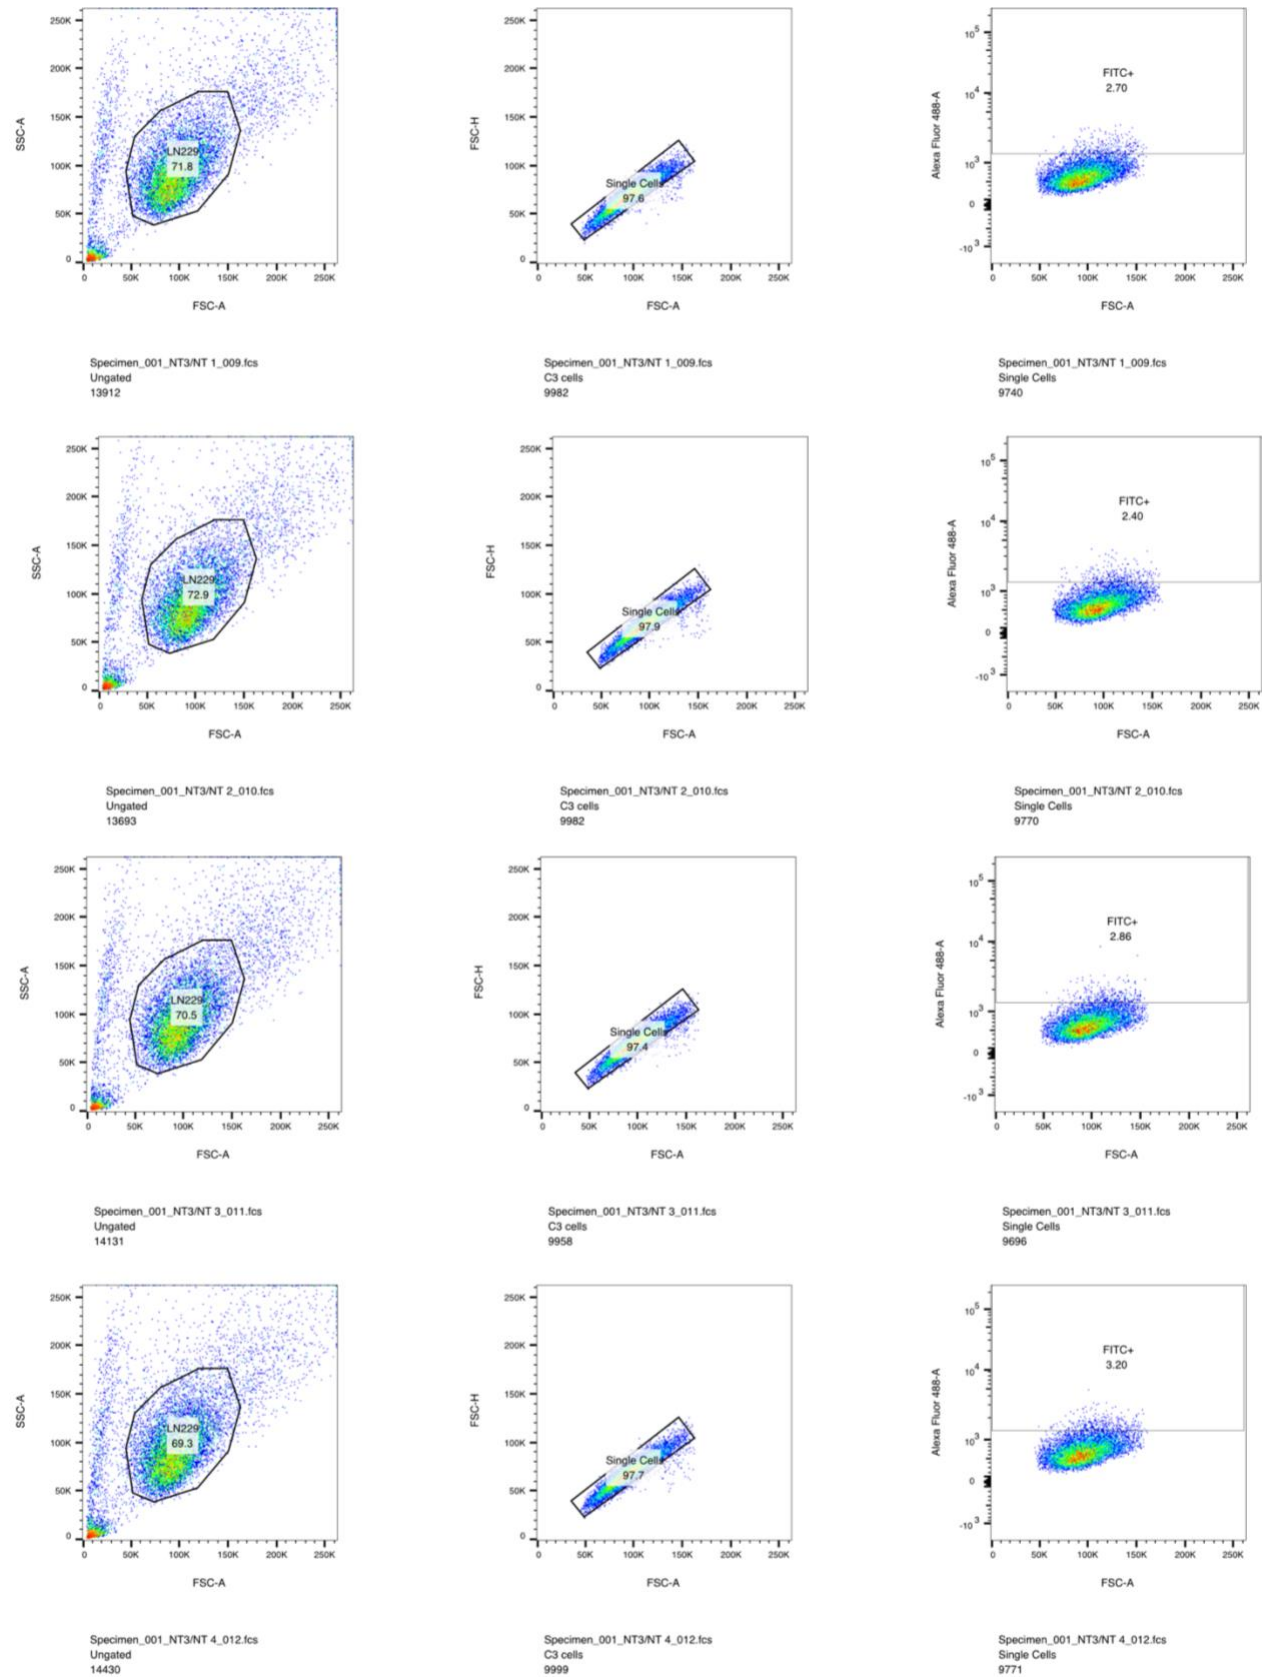 250K
200K
150K
100K
50K
0
SSC-A
LN229
71.8
0 50K 100K 150K 200K 250K
FSC-A
Specimen_001_NT3/NT 1_009.fcs
Ungated
13912
250K
200K
150K
100K
50K
0
FSC-H
Single Cells
97.6
0 50K 100K 150K 200K 250K
FSC-A
Specimen_001_NT3/NT 1_009.fcs
C3 cells
9982
10^5
10^4
10^3
0
-10^3
Alexa Fluor 488-A
FITC+
2.70
0 50K 100K 150K 200K 250K
FSC-A
Specimen_001_NT3/NT 1_009.fcs
Single Cells
9740
250K
200K
150K
100K
50K
0
SSC-A
LN229
72.9
0 50K 100K 150K 200K 250K
FSC-A
Specimen_001_NT3/NT 2_010.fcs
Ungated
13693
250K
200K
150K
100K
50K
0
FSC-H
Single Cells
97.9
0 50K 100K 150K 200K 250K
FSC-A
Specimen_001_NT3/NT 2_010.fcs
C3 cells
9982
10^5
10^4
10^3
0
-10^3
Alexa Fluor 488-A
FITC+
2.40
0 50K 100K 150K 200K 250K
FSC-A
Specimen_001_NT3/NT 2_010.fcs
Single Cells
9770
250K
200K
150K
100K
50K
0
SSC-A
LN229
70.5
0 50K 100K 150K 200K 250K
FSC-A
Specimen_001_NT3/NT 3_011.fcs
Ungated
14131
250K
200K
150K
100K
50K
0
FSC-H
Single Cells
97.4
0 50K 100K 150K 200K 250K
FSC-A
Specimen_001_NT3/NT 3_011.fcs
C3 cells
9958
10^5
10^4
10^3
0
-10^3
Alexa Fluor 488-A
FITC+
2.86
0 50K 100K 150K 200K 250K
FSC-A
Specimen_001_NT3/NT 3_011.fcs
Single Cells
9696
250K
200K
150K
100K
50K
0
SSC-A
LN229
69.3
0 50K 100K 150K 200K 250K
FSC-A
Specimen_001_NT3/NT 4_012.fcs
Ungated
14430
250K
200K
150K
100K
50K
0
FSC-H
Single Cells
97.7
0 50K 100K 150K 200K 250K
FSC-A
Specimen_001_NT3/NT 4_012.fcs
C3 cells
9999
10^5
10^4
10^3
0
-10^3
Alexa Fluor 488-A
FITC+
3.20
0 50K 100K 150K 200K 250K
FSC-A
Specimen_001_NT3/NT 4_012.fcs
Single Cells
9771